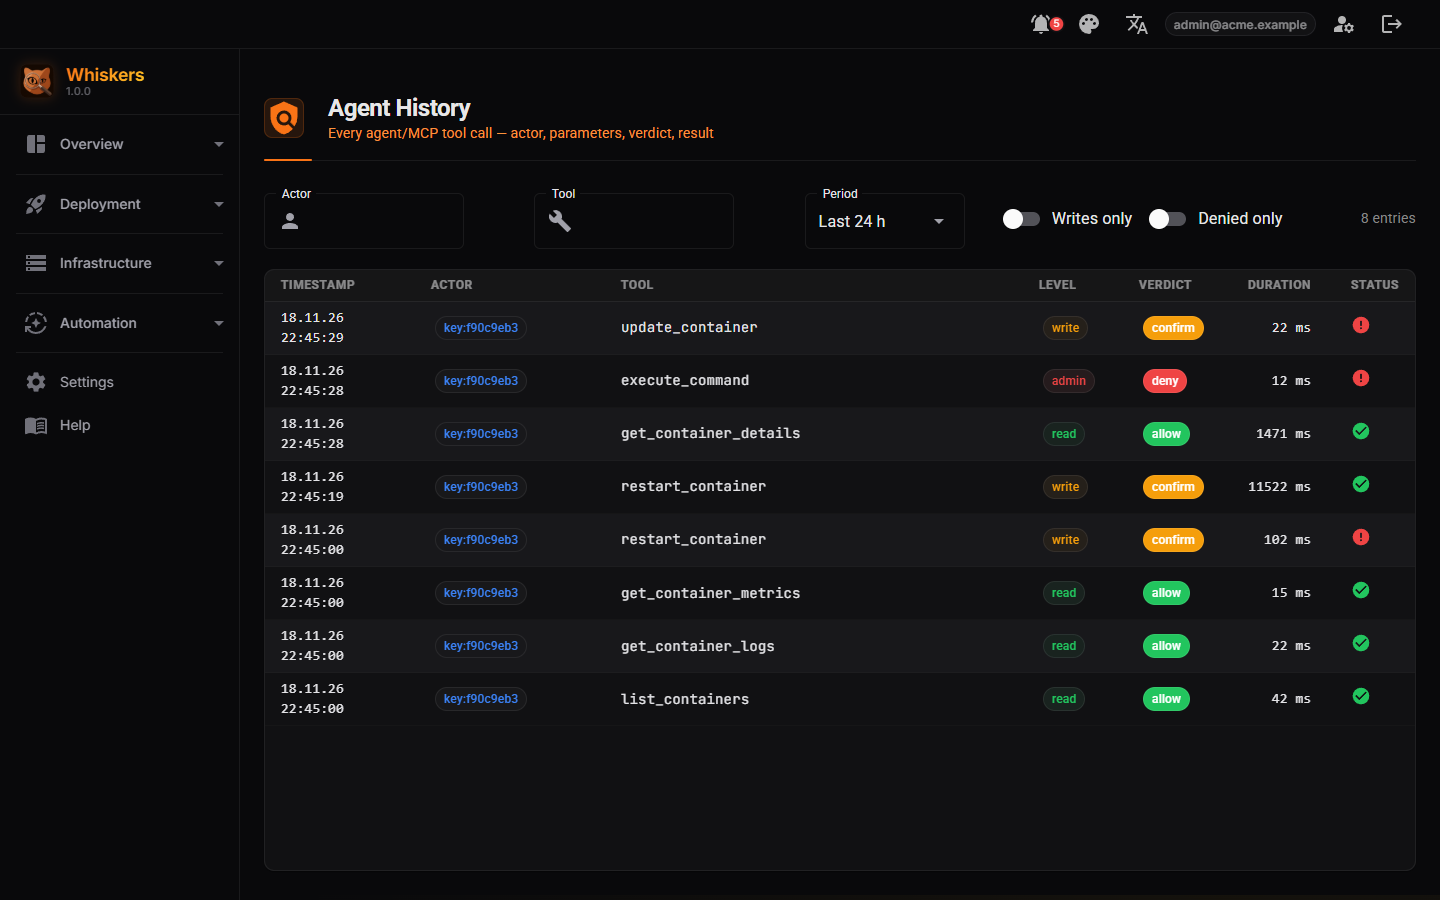 5
admin@acme.example
Whiskers
1.0.0
Overview
Deployment
Infrastructure
Automation
Settings
Help
Agent History
Every agent/MCP tool call — actor, parameters, verdict, result
Actor
Tool
Period
Last 24 h
Writes only
Denied only
8 entries
TIMESTAMP ACTOR TOOL LEVEL VERDICT DURATION STATUS
18.11.26
22:45:29
key:f90c9eb3 update_container write confirm 22 ms
18.11.26
22:45:28
key:f90c9eb3 execute_command admin deny 12 ms
18.11.26
22:45:28
key:f90c9eb3 get_container_details read allow 1471 ms
18.11.26
22:45:19
key:f90c9eb3 restart_container write confirm 11522 ms
18.11.26
22:45:00
key:f90c9eb3 restart_container write confirm 102 ms
18.11.26
22:45:00
key:f90c9eb3 get_container_metrics read allow 15 ms
18.11.26
22:45:00
key:f90c9eb3 get_container_logs read allow 22 ms
18.11.26
22:45:00
key:f90c9eb3 list_containers read allow 42 ms